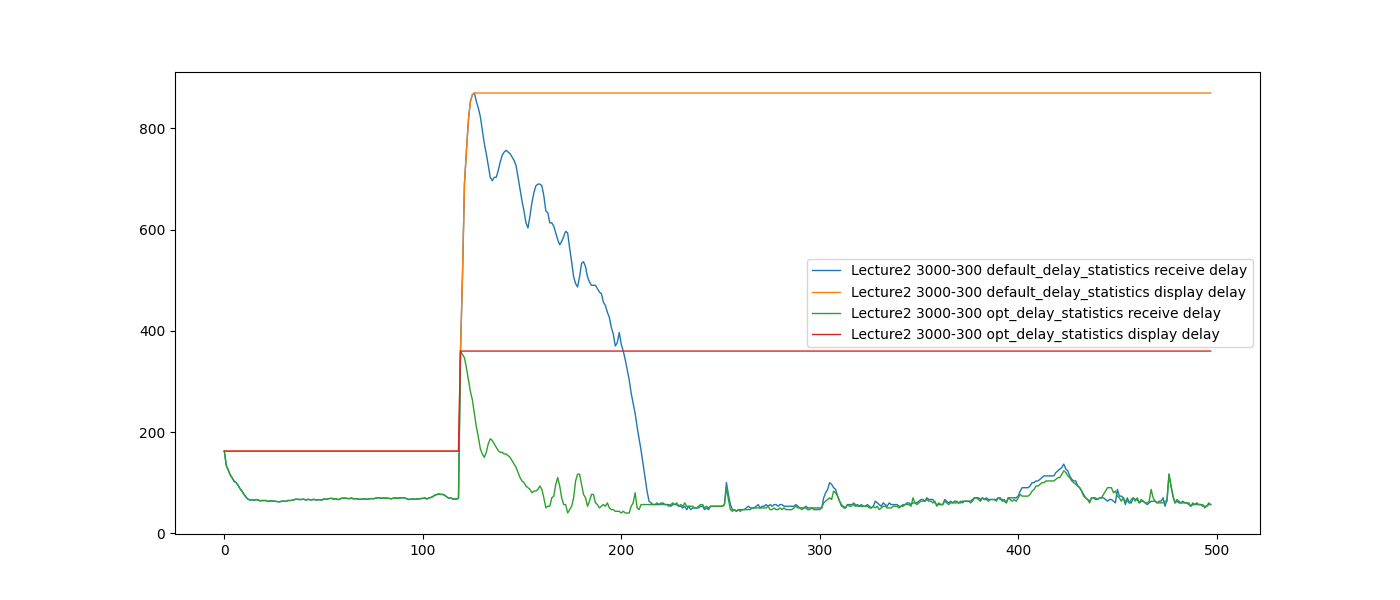 800
600
400
200
0
0 100 200 300 400 500
Lecture2 3000-300 default_delay_statistics receive delay
Lecture2 3000-300 default_delay_statistics display delay
Lecture2 3000-300 opt_delay_statistics receive delay
Lecture2 3000-300 opt_delay_statistics display delay